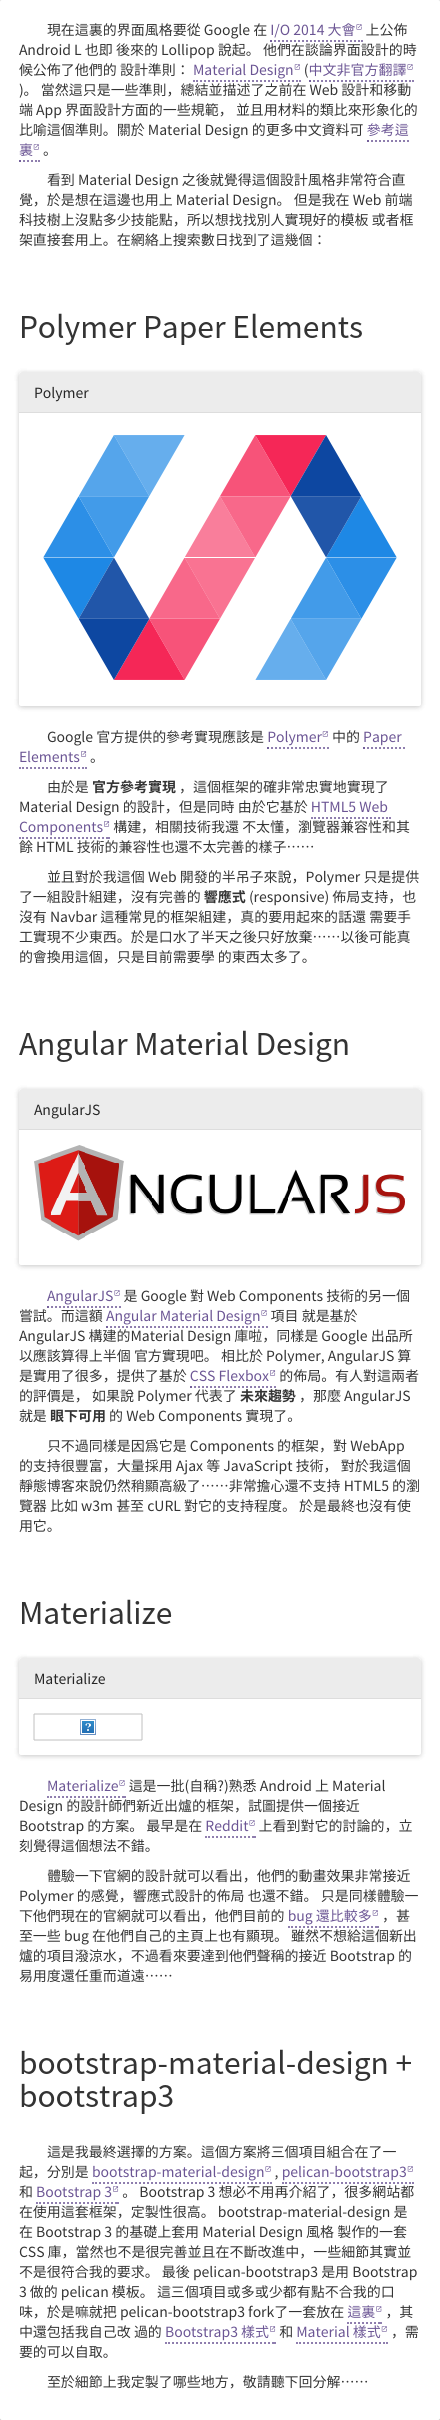 現在這裏的界面風格要從 Google 在 I/O 2014 大會 上公佈
Android L 也即 後來的 Lollipop 說起。 他們在談論界面設計的時
候公佈了他們的 設計準則： Material Design (中文非官方翻譯
)。 當然這只是一些準則，總結並描述了之前在 Web 設計和移動
端 App 界面設計方面的一些規範， 並且用材料的類比來形象化的
比喻這個準則。關於 Material Design 的更多中文資料可 參考這
裏 。
看到 Material Design 之後就覺得這個設計風格非常符合直
覺，於是想在這邊也用上 Material Design。 但是我在 Web 前端
科技樹上沒點多少技能點，所以想找找別人實現好的模板 或者框
架直接套用上。在網絡上搜索數日找到了這幾個：
Polymer Paper Elements
Polymer
Google 官方提供的參考實現應該是 Polymer 中的 Paper
Elements 。
由於是 官方參考實現 ，這個框架的確非常忠實地實現了
Material Design 的設計，但是同時 由於它基於 HTML5 Web
Components 構建，相關技術我還 不太懂，瀏覽器兼容性和其
餘 HTML 技術的兼容性也還不太完善的樣子……
並且對於我這個 Web 開發的半吊子來說，Polymer 只是提供
了一組設計組建，沒有完善的 響應式 (responsive) 佈局支持，也
沒有 Navbar 這種常見的框架組建，真的要用起來的話還 需要手
工實現不少東西。於是口水了半天之後只好放棄……以後可能真
的會換用這個，只是目前需要學 的東西太多了。
Angular Material Design
AngularJS
ANGULARJS
AngularJS 是 Google 對 Web Components 技術的另一個
嘗試。而這額 Angular Material Design 項目 就是基於
AngularJS 構建的Material Design 庫啦，同樣是 Google 出品所
以應該算得上半個 官方實現吧。 相比於 Polymer, AngularJS 算
是實用了很多，提供了基於 CSS Flexbox 的佈局。有人對這兩者
的評價是， 如果說 Polymer 代表了 未來趨勢 ，那麼 AngularJS
就是 眼下可用 的 Web Components 實現了。
只不過同樣是因爲它是 Components 的框架，對 WebApp
的支持很豐富，大量採用 Ajax 等 JavaScript 技術， 對於我這個
靜態博客來說仍然稍顯高級了……非常擔心還不支持 HTML5 的瀏
覽器 比如 w3m 甚至 cURL 對它的支持程度。 於是最終也沒有使
用它。
Materialize
Materialize
Materialize 這是一批(自稱?)熟悉 Android 上 Material
Design 的設計師們新近出爐的框架，試圖提供一個接近
Bootstrap 的方案。 最早是在 Reddit 上看到對它的討論的，立
刻覺得這個想法不錯。
體驗一下官網的設計就可以看出，他們的動畫效果非常接近
Polymer 的感覺，響應式設計的佈局 也還不錯。 只是同樣體驗一
下他們現在的官網就可以看出，他們目前的 bug 還比較多 ，甚
至一些 bug 在他們自己的主頁上也有顯現。 雖然不想給這個新出
爐的項目潑涼水，不過看來要達到他們聲稱的接近 Bootstrap 的
易用度還任重而道遠……
bootstrap-material-design +
bootstrap3
這是我最終選擇的方案。這個方案將三個項目組合在了一
起，分別是 bootstrap-material-design , pelican-bootstrap3
和 Bootstrap 3 。 Bootstrap 3 想必不用再介紹了，很多網站都
在使用這套框架，定製性很高。 bootstrap-material-design 是
在 Bootstrap 3 的基礎上套用 Material Design 風格 製作的一套
CSS 庫，當然也不是很完善並且在不斷改進中，一些細節其實並
不是很符合我的要求。 最後 pelican-bootstrap3 是用 Bootstrap
3 做的 pelican 模板。 這三個項目或多或少都有點不合我的口
味，於是嘛就把 pelican-bootstrap3 fork了一套放在 這裏 ，其
中還包括我自己改 過的 Bootstrap3 樣式 和 Material 樣式 ，需
要的可以自取。
至於細節上我定製了哪些地方，敬請聽下回分解……